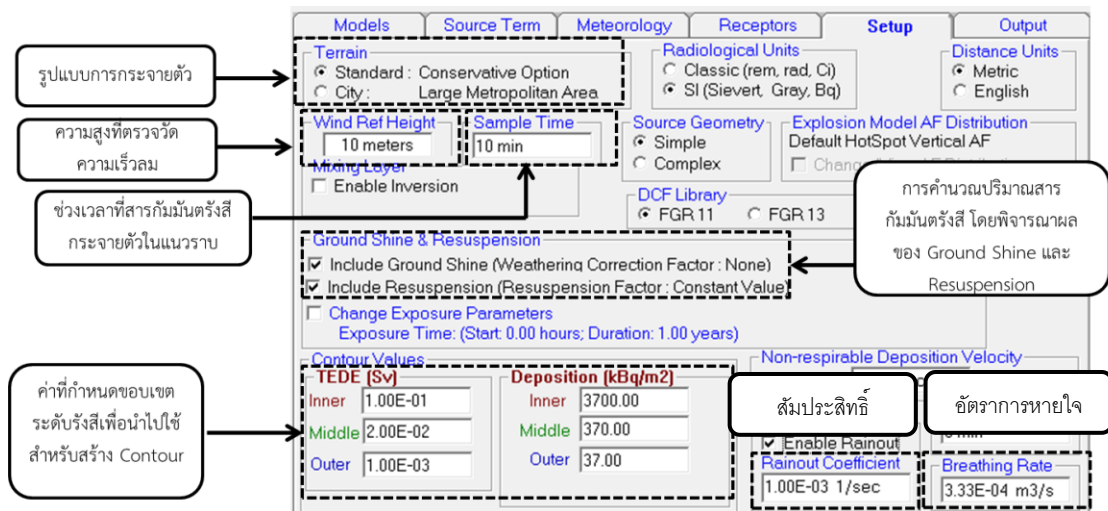 Models
Source Term
Meteorology
Receptors
Setup
Output
รูปแบบการกระจายตัว
Terrain
Standard : Conservative Option
City : Large Metropolitan Area
Radiological Units
Classic (rem, rad, Ci)
SI (Sievert, Gray, Bq)
Distance Units
Metric
English
ความสูงที่ตรวจวัด
ความเร็วลม
Wind Ref Height
10 meters
Sample Time
10 min
Source Geometry
Simple
Complex
Explosion Model AF Distribution
Default HotSpot Vertical AF
ช่วงเวลาที่สารกัมมันตรังสี
กระจายตัวในแนวราบ
Mixing Layer
Enable Inversion
DCF Library
FGR 11
FGR 13
การคำนวณปริมาณสาร
กัมมันตรังสี โดยพิจารณาผล
ของ Ground Shine และ
Resuspension
Ground Shine & Resuspension
Include Ground Shine (Weathering Correction Factor : None)
Include Resuspension (Resuspension Factor : Constant Value)
Change Exposure Parameters
Exposure Time: (Start: 0.00 hours; Duration: 1.00 years)
ค่าที่กำหนดขอบเขต
ระดับรังสีเพื่อนำไปใช้
สำหรับสร้าง Contour
Contour Values
TEDE (Sv)
Inner 1.00E-01
Middle 2.00E-02
Outer 1.00E-03
Deposition (kBq/m2)
Inner 3700.00
Middle 370.00
Outer 37.00
Non-respirable Deposition Velocity
สัมประสิทธิ์
อัตราการหายใจ
Enable Rainout
Rainout Coefficient
1.00E-03 1/sec
Breathing Rate
3.33E-04 m3/s